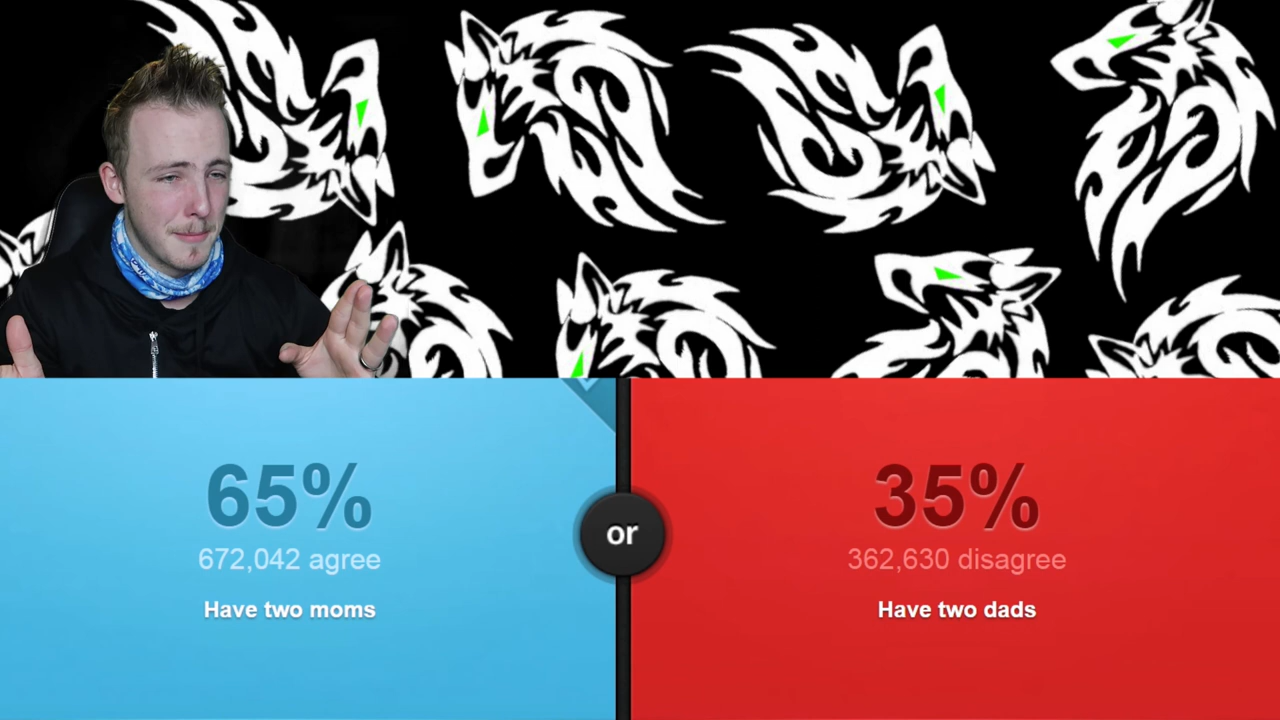 65%
672,042 agree
Have two moms
or
35%
362,630 disagree
Have two dads